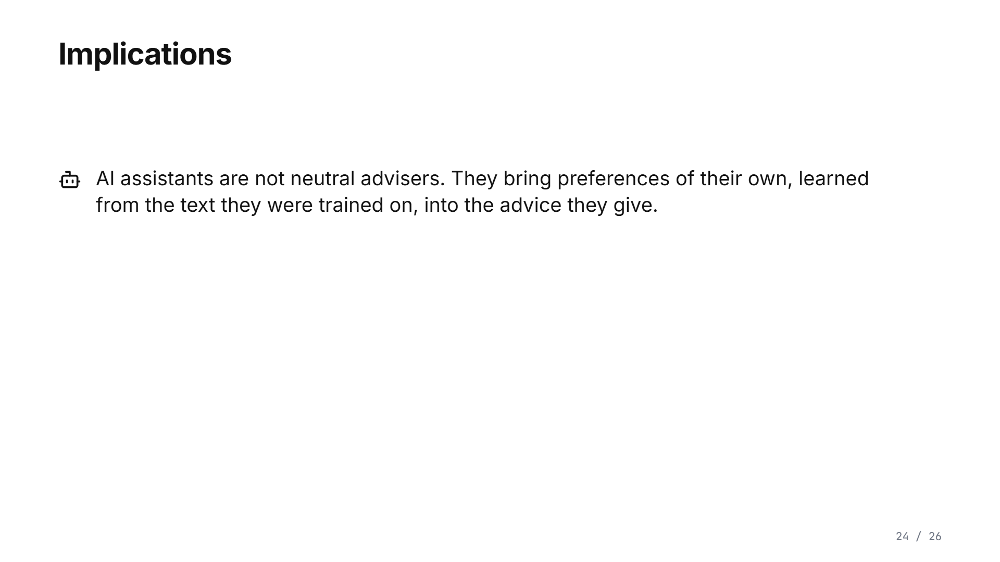 Implications
AI assistants are not neutral advisers. They bring preferences of their own, learned
from the text they were trained on, into the advice they give.
24 / 26